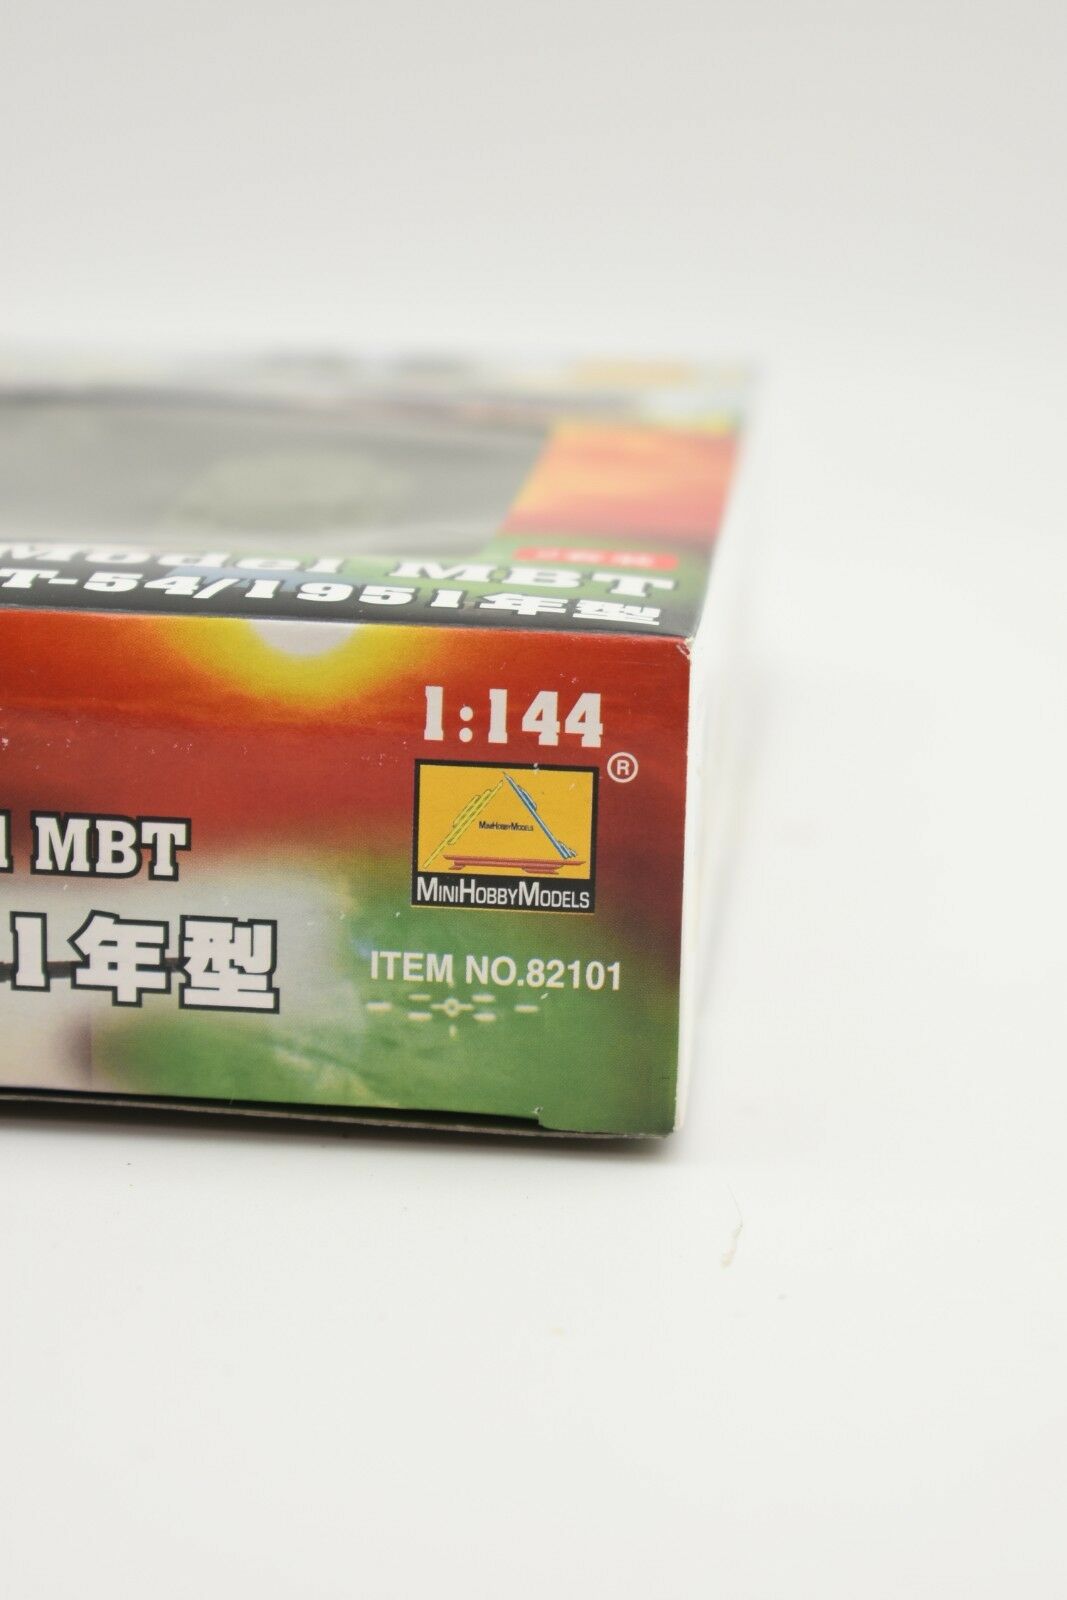 Model MBT
T-54/1951年型
1:144
®
MINIHOBBYMODELS
MINIHOBBYMODELS
MBT
1年型
ITEM NO.82101